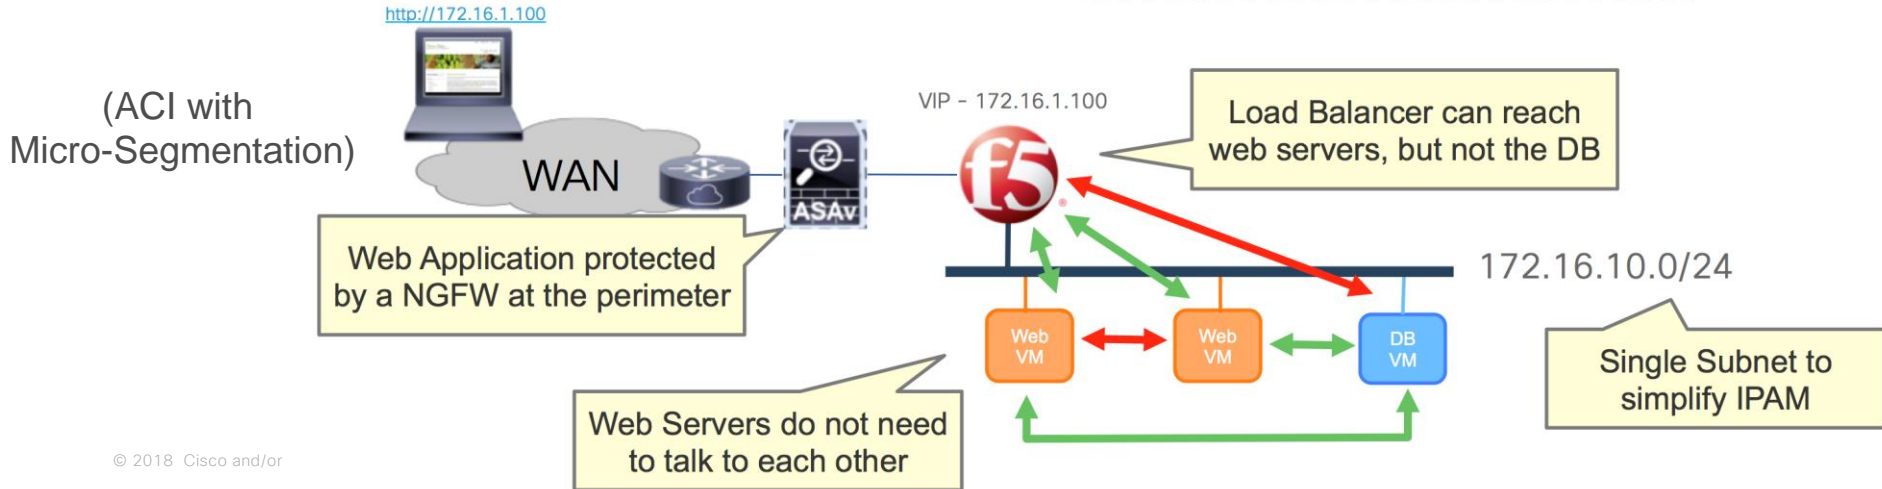 http://172.16.1.100
(ACI with
Micro-Segmentation)
WAN
ASAv
VIP - 172.16.1.100
f5
®
Load Balancer can reach
web servers, but not the DB
Web Application protected
by a NGFW at the perimeter
172.16.10.0/24
Web
VM
Web
VM
DB
VM
Single Subnet to
simplify IPAM
Web Servers do not need
to talk to each other
© 2018 Cisco and/or